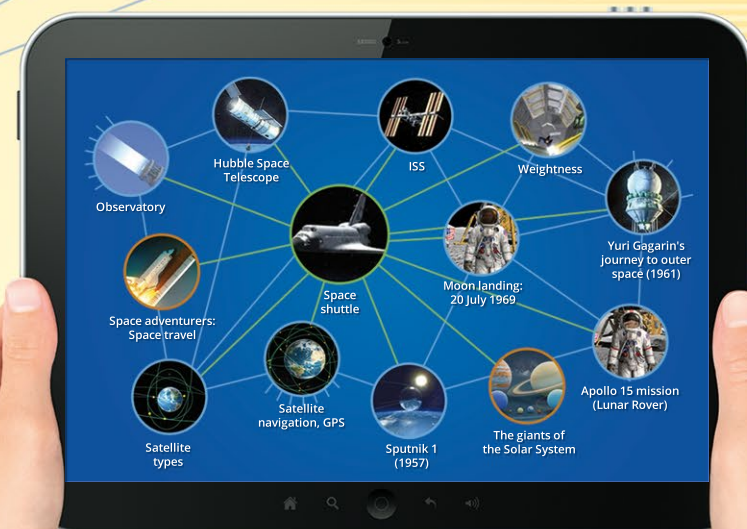 Hubble Space
Telescope
ISS
Weightness
Observatory
Yuri Gagarin's
journey to outer
space (1961)
Space
shuttle
Moon landing:
20 July 1969
Space adventurers:
Space travel
Apollo 15 mission
(Lunar Rover)
Satellite
navigation, GPS
Satellite
types
Sputnik 1
(1957)
The giants of
the Solar System